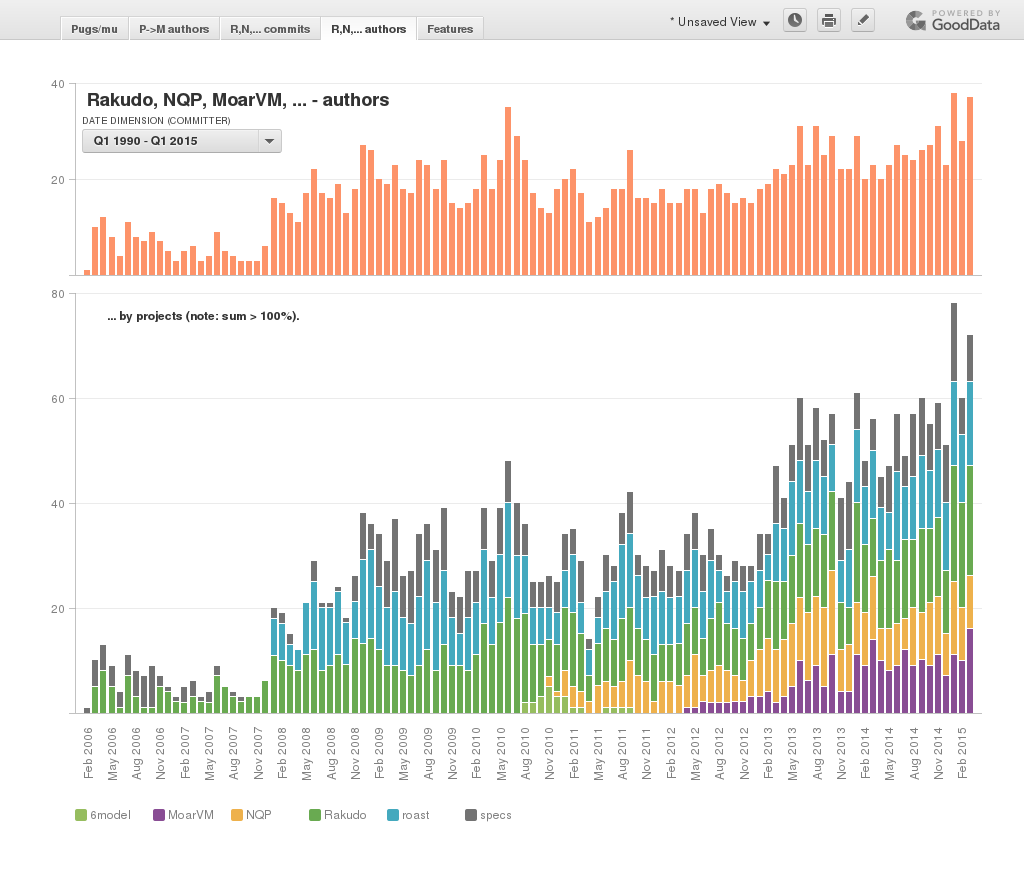 Pugs/mu P->M authors R,N,... commits R,N,... authors Features * Unsaved View POWERED BY GoodData
40
Rakudo, NQP, MoarVM, ... - authors
DATE DIMENSION (COMMITTER)
Q1 1990 - Q1 2015
20
80
... by projects (note: sum > 100%).
60
40
20
Feb 2006 May 2006 Aug 2006 Nov 2006 Feb 2007 May 2007 Aug 2007 Nov 2007 Feb 2008 May 2008 Aug 2008 Nov 2008 Feb 2009 May 2009 Aug 2009 Nov 2009 Feb 2010 May 2010 Aug 2010 Nov 2010 Feb 2011 May 2011 Aug 2011 Nov 2011 Feb 2012 May 2012 Aug 2012 Nov 2012 Feb 2013 May 2013 Aug 2013 Nov 2013 Feb 2014 May 2014 Aug 2014 Nov 2014 Feb 2015
6model MoarVM NQP Rakudo roast specs